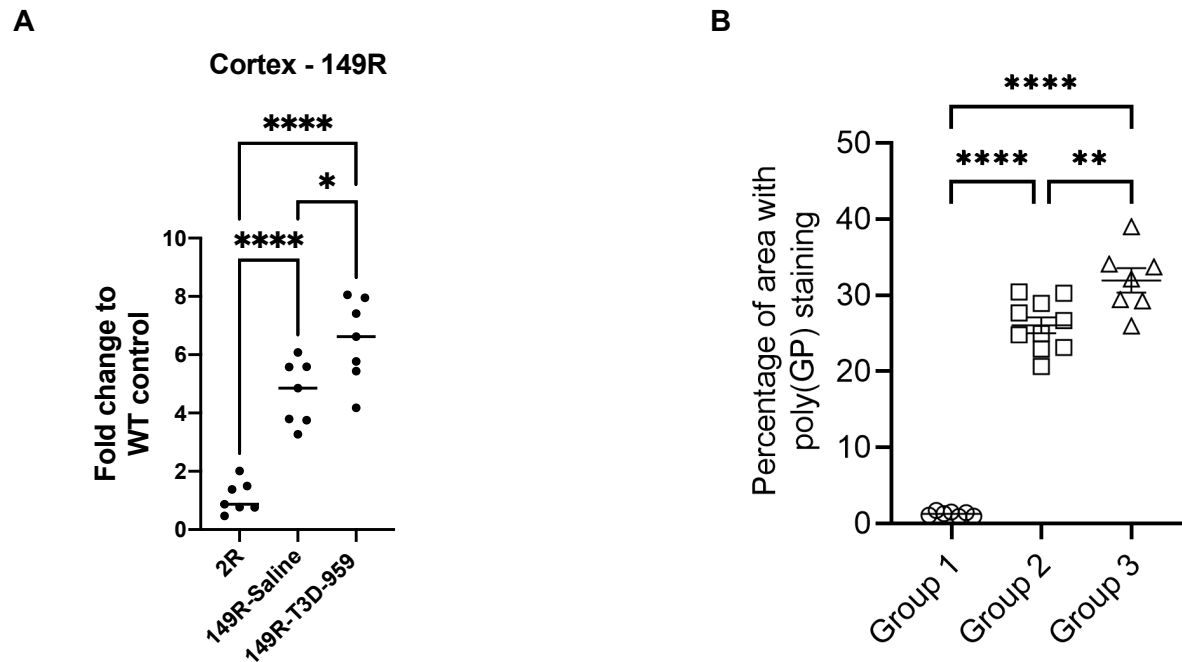 A
Cortex - 149R
****
*
****
10
8
6
4
2
0
Fold change to
WT control
2R
149R-Saline
149R-T3D-959
B
****
****
**
50
40
30
20
10
0
Percentage of area with
poly(GP) staining
Group 1
Group 2
Group 3